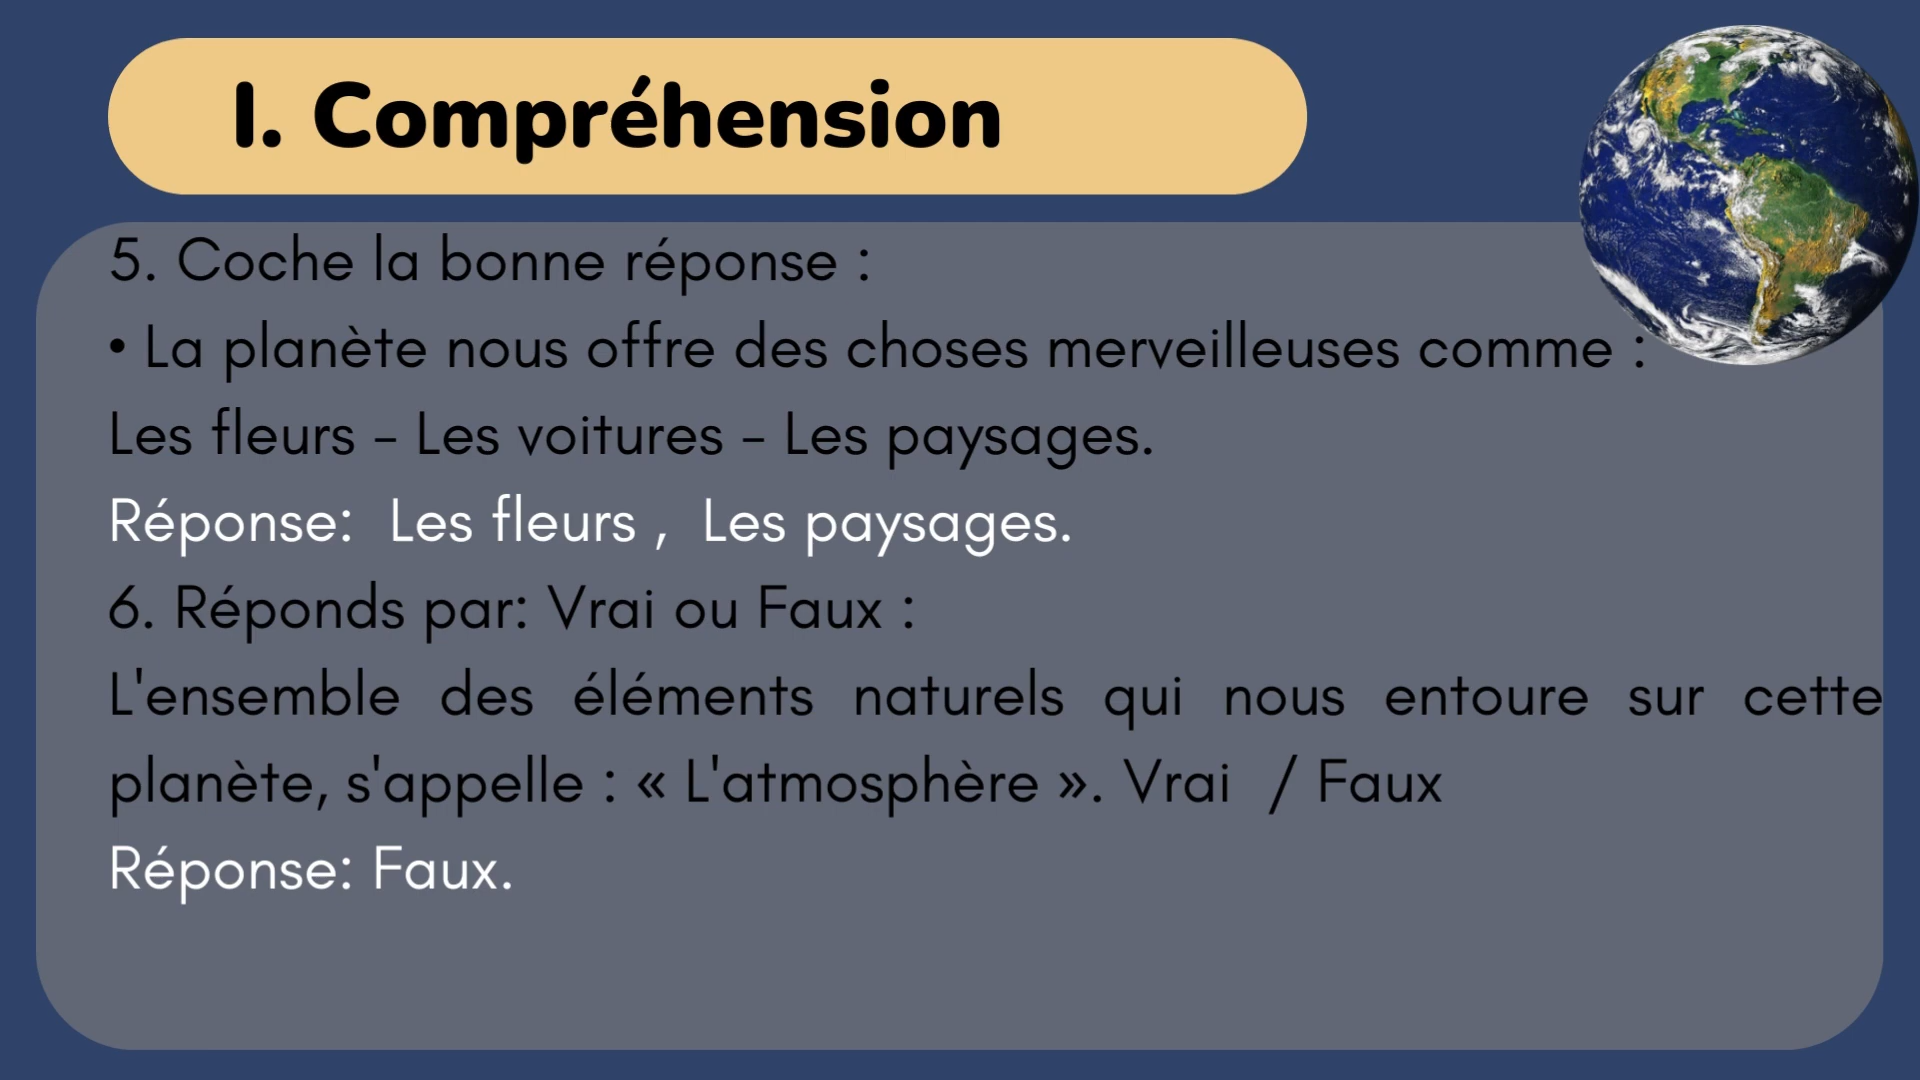 I. Compréhension
5. Coche la bonne réponse :
• La planète nous offre des choses merveilleuses comme :
Les fleurs - Les voitures - Les paysages.
Réponse: Les fleurs , Les paysages.
6. Réponds par: Vrai ou Faux :
L'ensemble des éléments naturels qui nous entoure sur cette
planète, s'appelle : « L'atmosphère ». Vrai / Faux
Réponse: Faux.